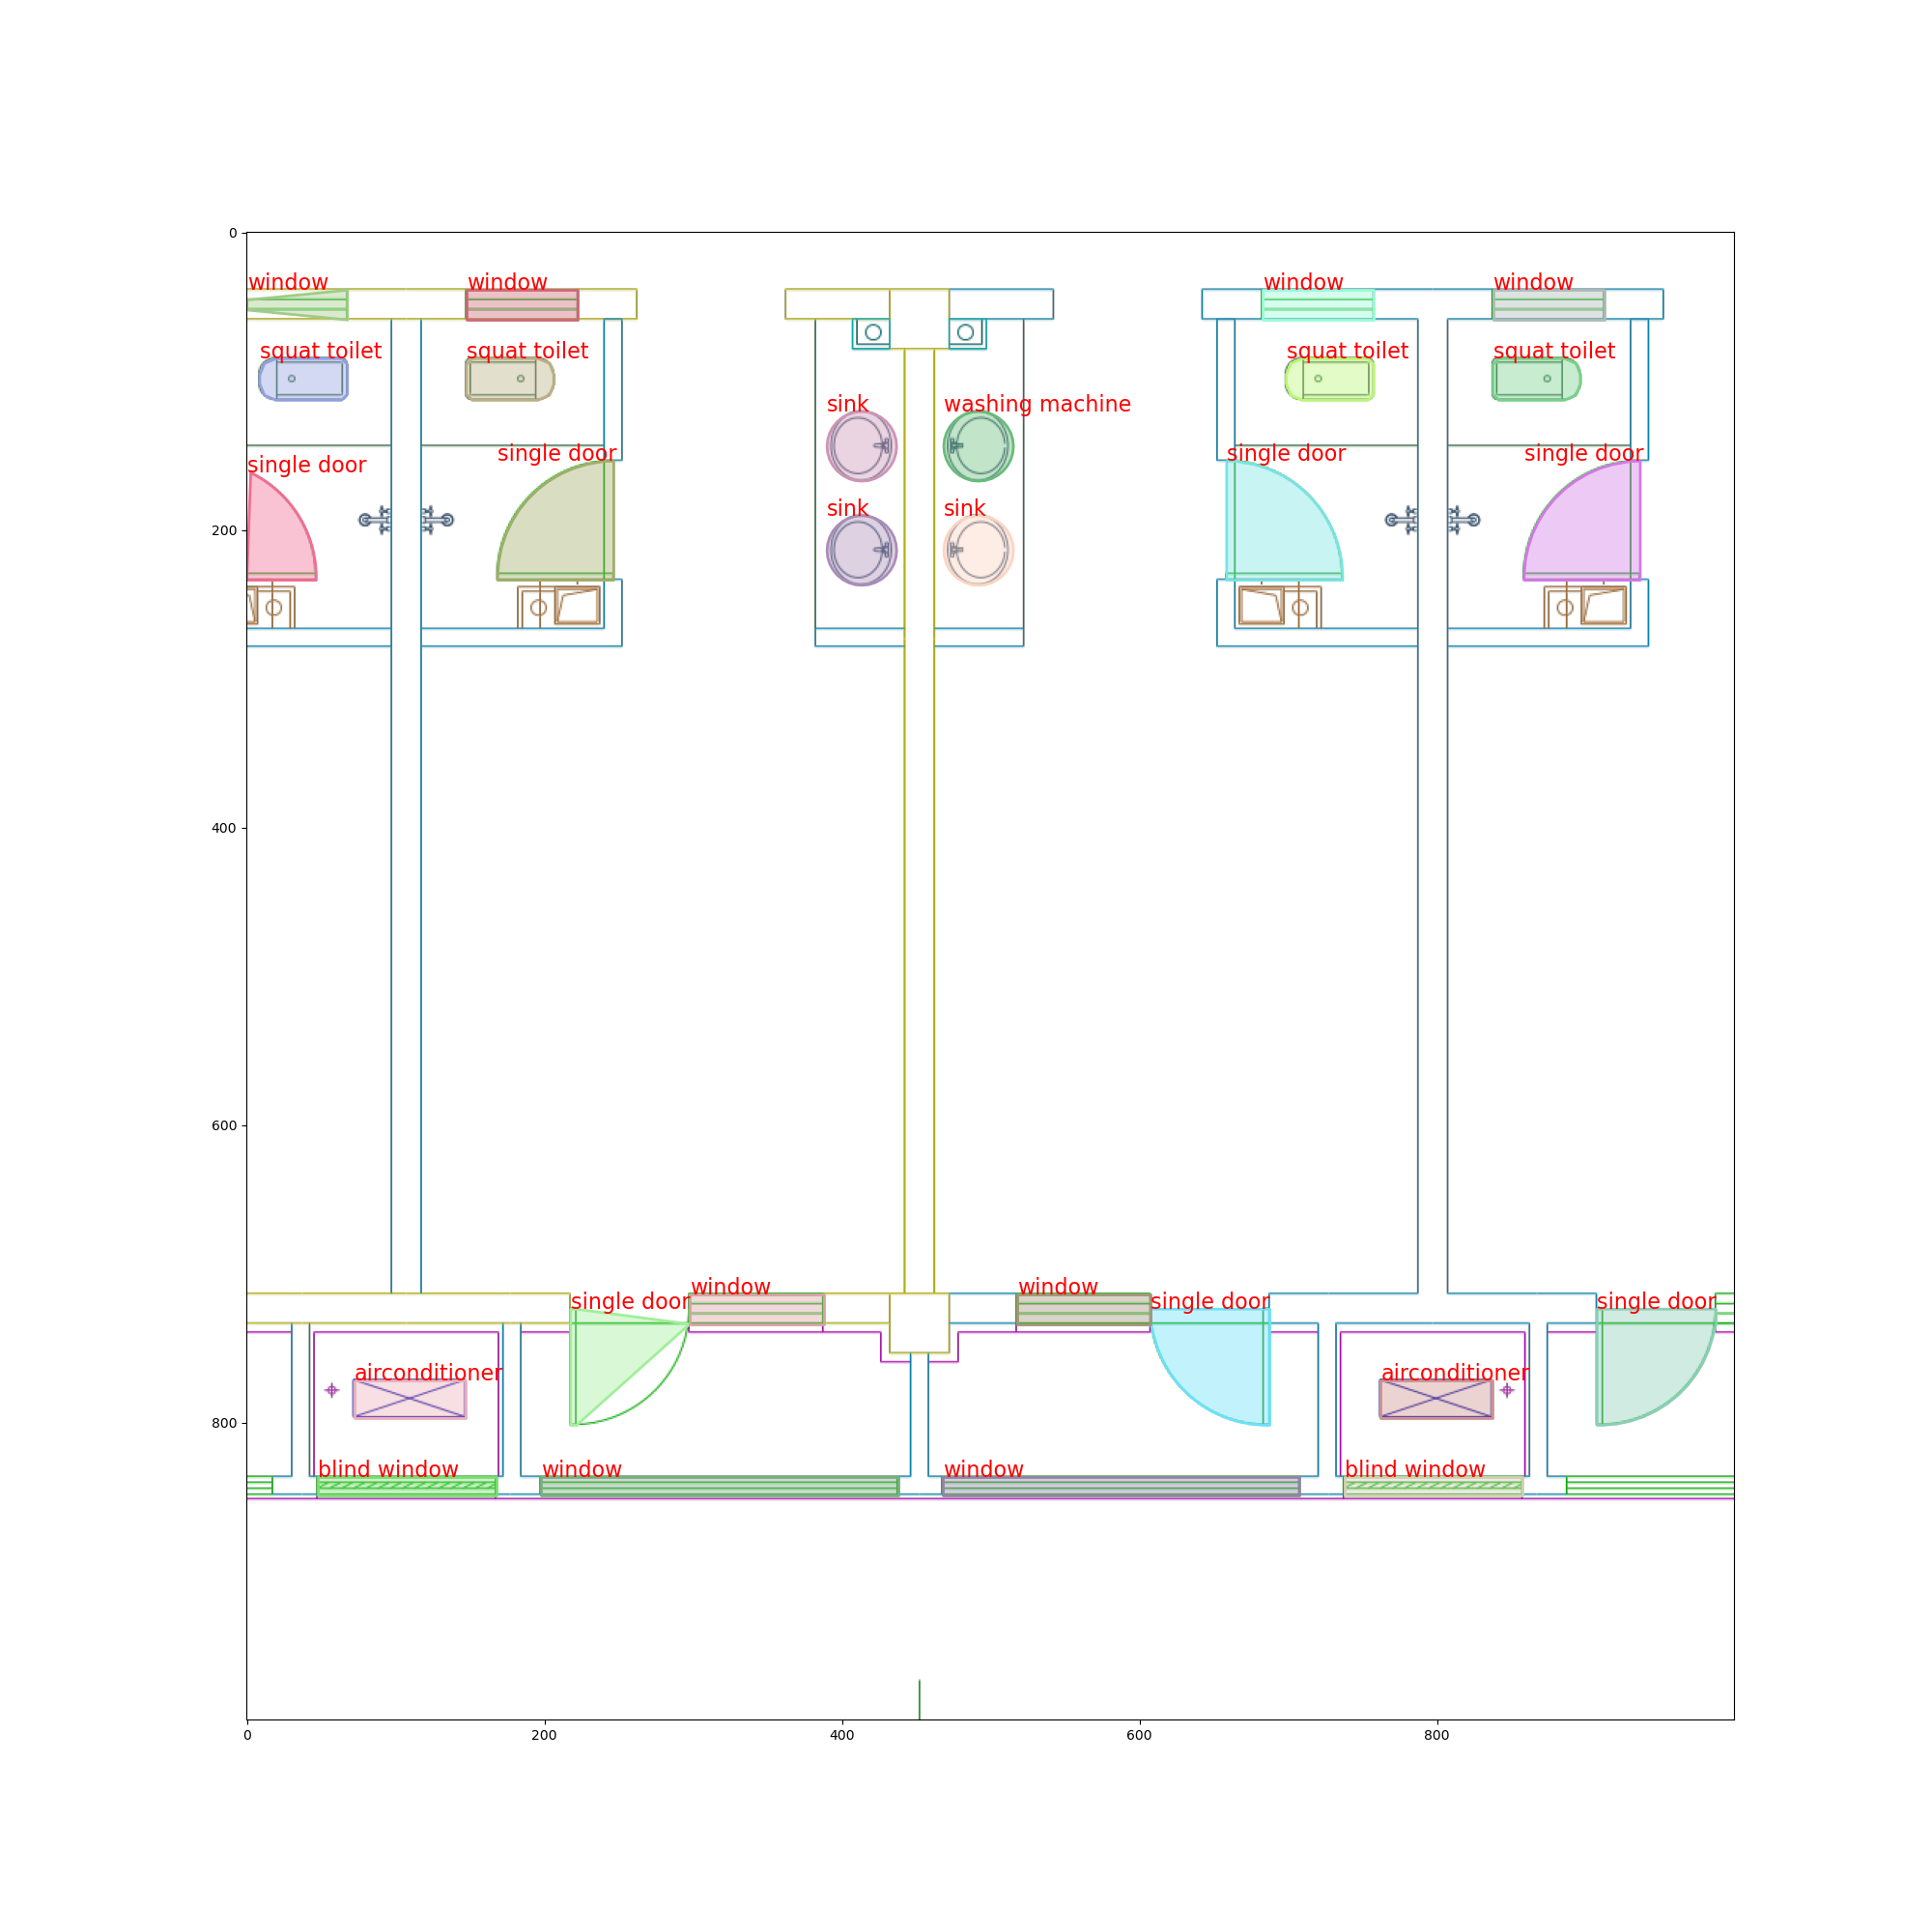 0
window
window
window
window
squat toilet
squat toilet
squat toilet
squat toilet
sink
washing machine
single door
single door
single door
single door
sink
sink
200
400
600
window
window
single door
single door
single door
airconditioner
airconditioner
800
blind window
window
window
blind window
0
200
400
600
800